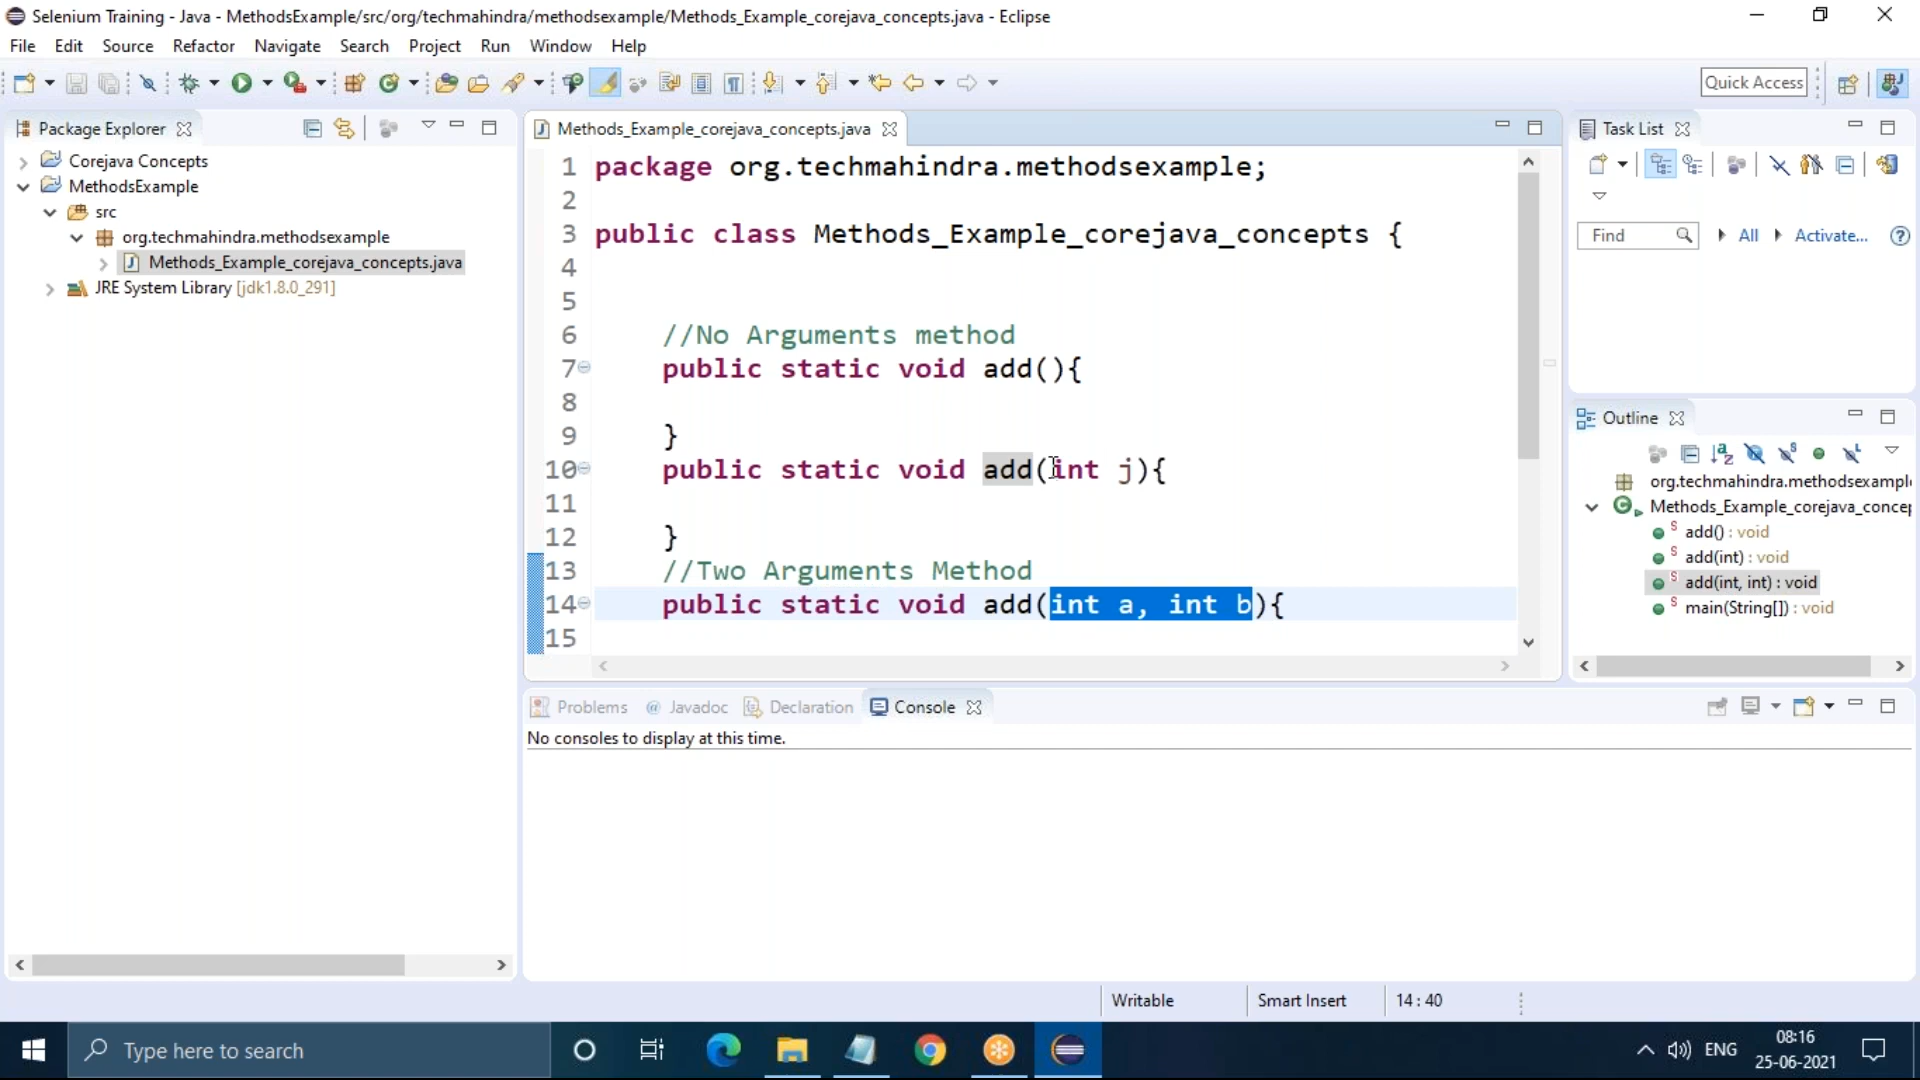 Selenium Training - Java - MethodsExample/src/org/techmahindra/methodsexample/Methods_Example_corejava_concepts.java - Eclipse
File Edit Source Refactor Navigate Search Project Run Window Help
Quick Access
Package Explorer
Corejava Concepts
MethodsExample
src
org.techmahindra.methodsexample
Methods_Example_corejava_concepts.java
JRE System Library [jdk1.8.0_291]
Methods_Example_corejava_concepts.java
1 package org.techmahindra.methodsexample;
2
3 public class Methods_Example_corejava_concepts {
4
5
6 //No Arguments method
7 public static void add(){
8
9 }
10 public static void add(int j){
11
12 }
13 //Two Arguments Method
14 public static void add(int a, int b){
15
Task List
Find All Activate...
Outline
org.techmahindra.methodsexampl
Methods_Example_corejava_concep
add() : void
add(int) : void
add(int, int) : void
main(String[]) : void
Problems Javadoc Declaration Console
No consoles to display at this time.
Writable Smart Insert 14 : 40
Type here to search
ENG
08:16
25-06-2021